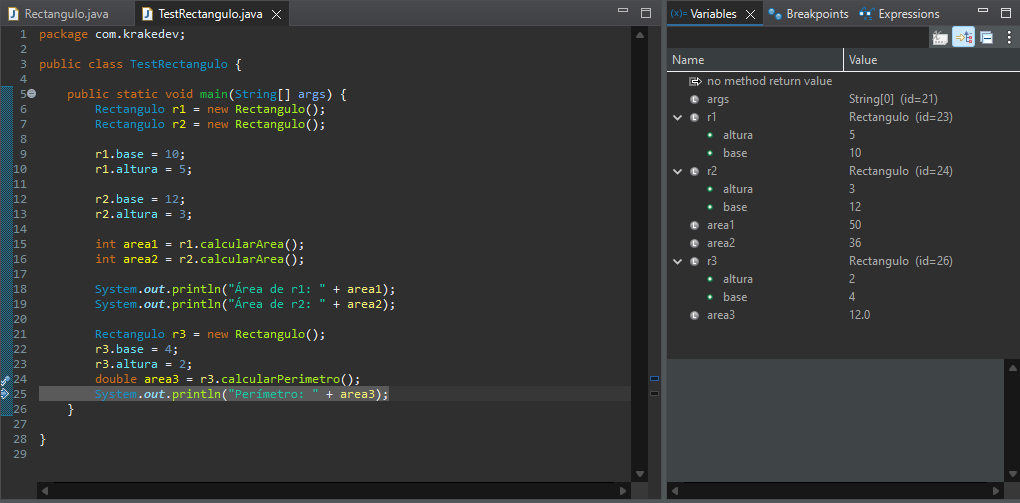 Rectangulo.java
TestRectangulo.java
1 package com.krakedev;
2
3 public class TestRectangulo {
4
5 public static void main(String[] args) {
6 Rectangulo r1 = new Rectangulo();
7 Rectangulo r2 = new Rectangulo();
8
9 r1.base = 10;
10 r1.altura = 5;
11
12 r2.base = 12;
13 r2.altura = 3;
14
15 int area1 = r1.calcularArea();
16 int area2 = r2.calcularArea();
17
18 System.out.println("Área de r1: " + area1);
19 System.out.println("Área de r2: " + area2);
20
21 Rectangulo r3 = new Rectangulo();
22 r3.base = 4;
23 r3.altura = 2;
24 double area3 = r3.calcularPerimetro();
25 System.out.println("Perímetro: " + area3);
26 }
27
28 }
29
(x)= Variables
Breakpoints
Expressions
Name Value
no method return value
args String[0] (id=21)
r1 Rectangulo (id=23)
altura 5
base 10
r2 Rectangulo (id=24)
altura 3
base 12
area1 50
area2 36
r3 Rectangulo (id=26)
altura 2
base 4
area3 12.0